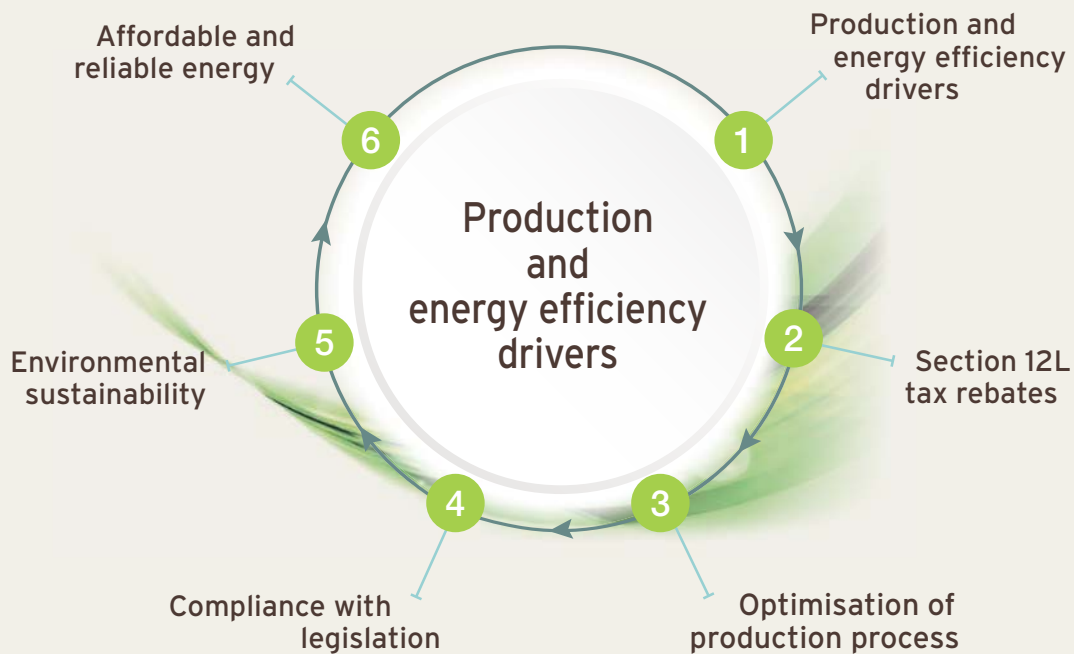 Production and
energy efficiency
drivers
1
Section 12L
tax rebates
2
Optimisation of
production process
3
Compliance with
legislation
4
Environmental
sustainability
5
Affordable and
reliable energy
6
Production
and
energy efficiency
drivers